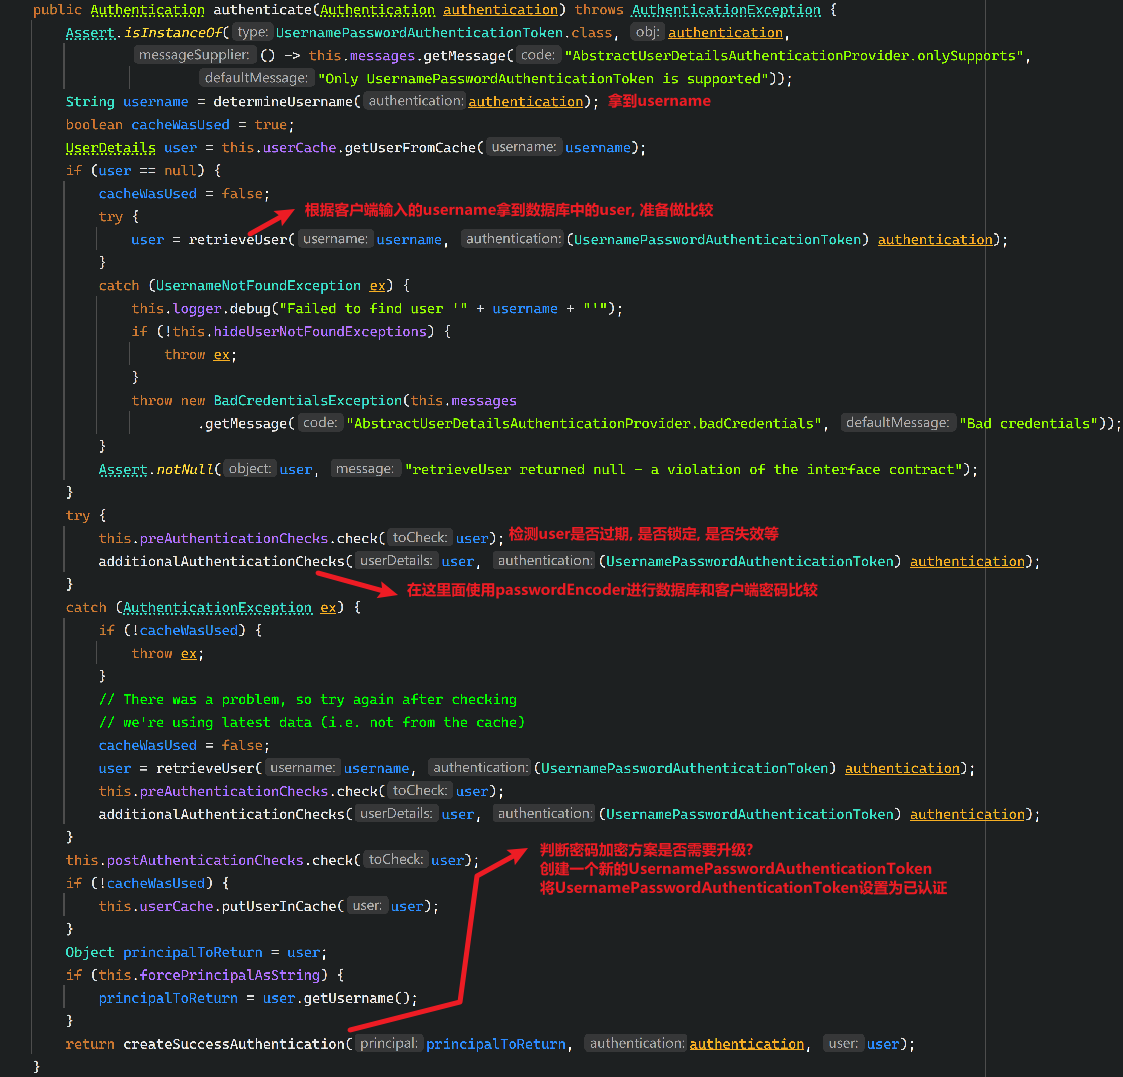 public Authentication authenticate(Authentication authentication) throws AuthenticationException {
Assert.isInstanceOf( type: UsernamePasswordAuthenticationToken.class, obj: authentication,
messageSupplier: () -> this.messages.getMessage( code: "AbstractUserDetailsAuthenticationProvider.onlySupports",
defaultMessage: "Only UsernamePasswordAuthenticationToken is supported"));
String username = determineUsername( authentication: authentication); 拿到username
boolean cacheWasUsed = true;
UserDetails user = this.userCache.getUserFromCache( username: username);
if (user == null) {
cacheWasUsed = false;
根据客户端输入的username拿到数据库中的user, 准备做比较
try {
user = retrieveUser( username: username, authentication: (UsernamePasswordAuthenticationToken) authentication);
}
catch (UsernameNotFoundException ex) {
this.logger.debug("Failed to find user '" + username + "'");
if (!this.hideUserNotFoundExceptions) {
throw ex;
}
throw new BadCredentialsException(this.messages
.getMessage( code: "AbstractUserDetailsAuthenticationProvider.badCredentials", defaultMessage: "Bad credentials"));
}
Assert.notNull( object: user, message: "retrieveUser returned null - a violation of the interface contract");
}
try {
this.preAuthenticationChecks.check( toCheck: user); 检测user是否过期, 是否锁定, 是否失效等
additionalAuthenticationChecks( userDetails: user, authentication: (UsernamePasswordAuthenticationToken) authentication);
}
在这里面使用passwordEncoder进行数据库和客户端密码比较
catch (AuthenticationException ex) {
if (!cacheWasUsed) {
throw ex;
}
// There was a problem, so try again after checking
// we're using latest data (i.e. not from the cache)
cacheWasUsed = false;
user = retrieveUser( username: username, authentication: (UsernamePasswordAuthenticationToken) authentication);
this.preAuthenticationChecks.check( toCheck: user);
additionalAuthenticationChecks( userDetails: user, authentication: (UsernamePasswordAuthenticationToken) authentication);
}
this.postAuthenticationChecks.check( toCheck: user);
判断密码加密方案是否需要升级?
创建一个新的UsernamePasswordAuthenticationToken
将UsernamePasswordAuthenticationToken设置为已认证
if (!cacheWasUsed) {
this.userCache.putUserInCache( user: user);
}
Object principalToReturn = user;
if (this.forcePrincipalAsString) {
principalToReturn = user.getUsername();
}
return createSuccessAuthentication( principal: principalToReturn, authentication: authentication, user: user);
}